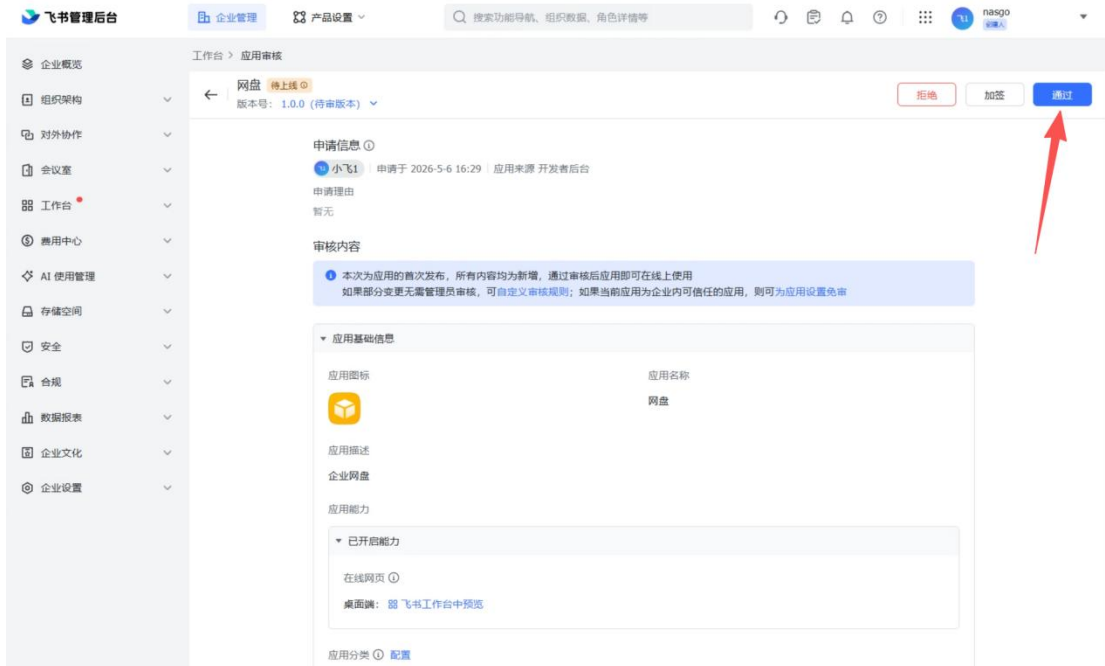 飞书管理后台
企业管理 产品设置 搜索功能导航、组织数据、角色详情等 nasgo
创建人
企业概览
组织架构
对外协作
会议室
工作台
费用中心
AI 使用管理
存储空间
安全
合规
数据报表
企业文化
企业设置
工作台 > 应用审核
网盘 待上线
版本号： 1.0.0 (待审版本)
拒绝 加签 通过
申请信息
小飞1 申请于 2026-5-6 16:29 应用来源 开发者后台
申请理由
暂无
审核内容
本次为应用的首次发布，所有内容均为新增，通过审核后应用即可在线上使用
如果部分变更无需管理员审核，可自定义审核规则；如果当前应用为企业内可信任的应用，则可为应用设置免审
应用基础信息
应用图标 应用名称
网盘
应用描述
企业网盘
应用能力
已开启能力
在线网页
桌面端： 飞书工作台中预览
应用分类 配置